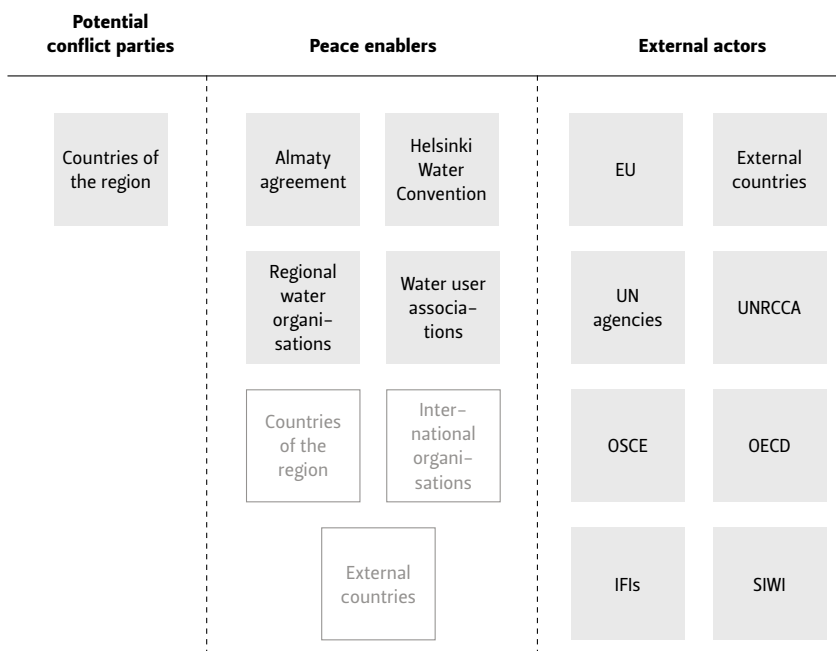 Potential
conflict parties
Peace enablers
External actors
Countries of
the region
Almaty
agreement
Helsinki
Water
Convention
EU
External
countries
Regional
water
organi–
sations
Water user
associa–
tions
UN
agencies
UNRCCA
Countries
of the
region
Inter–
national
organi–
sations
OSCE
OECD
External
countries
IFIs
SIWI